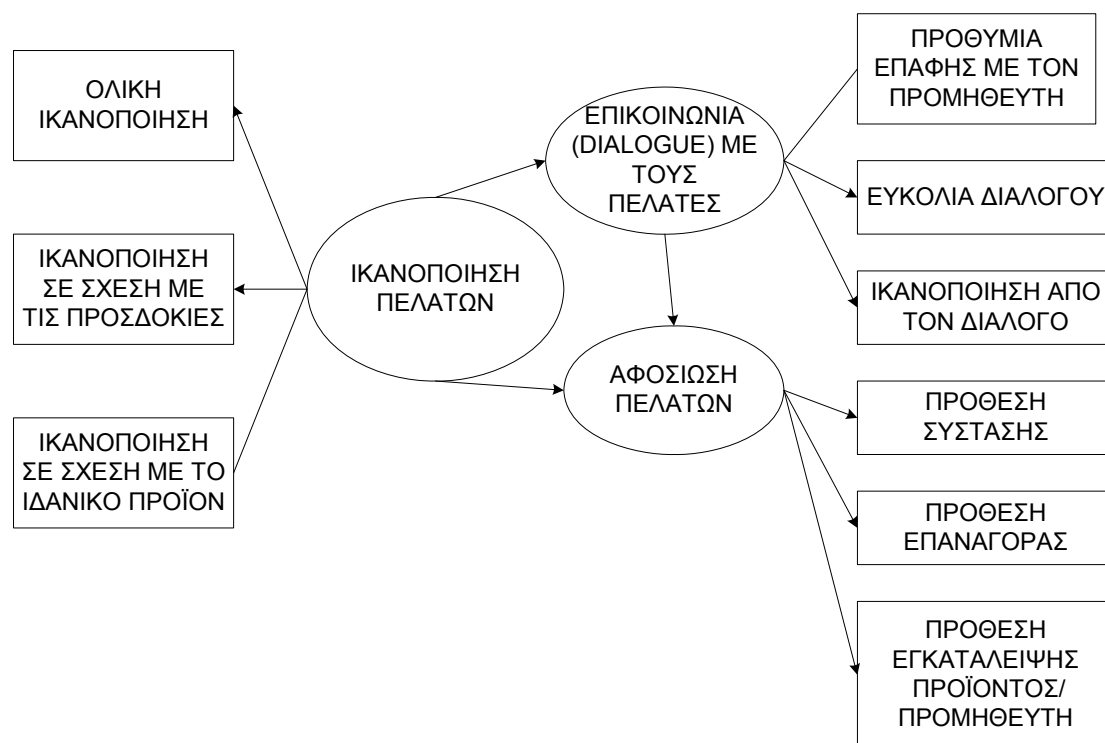 ΟΛΙΚΗ
ΙΚΑΝΟΠΟΙΗΣΗ
ΙΚΑΝΟΠΟΙΗΣΗ
ΣΕ ΣΧΕΣΗ ΜΕ
ΤΙΣ ΠΡΟΣΔΟΚΙΕΣ
ΙΚΑΝΟΠΟΙΗΣΗ
ΣΕ ΣΧΕΣΗ ΜΕ ΤΟ
ΙΔΑΝΙΚΟ ΠΡΟΪΟΝ
ΙΚΑΝΟΠΟΙΗΣΗ
ΠΕΛΑΤΩΝ
ΕΠΙΚΟΙΝΩΝΙΑ
(DIALOGUE) ΜΕ
ΤΟΥΣ
ΠΕΛΑΤΕΣ
ΑΦΟΣΙΩΣΗ
ΠΕΛΑΤΩΝ
ΠΡΟΘΥΜΙΑ
ΕΠΑΦΗΣ ΜΕ ΤΟΝ
ΠΡΟΜΗΘΕΥΤΗ
ΕΥΚΟΛΙΑ ΔΙΑΛΟΓΟΥ
ΙΚΑΝΟΠΟΙΗΣΗ ΑΠΟ
ΤΟΝ ΔΙΑΛΟΓΟ
ΠΡΟΘΕΣΗ
ΣΥΣΤΑΣΗΣ
ΠΡΟΘΕΣΗ
ΕΠΑΝΑΓΟΡΑΣ
ΠΡΟΘΕΣΗ
ΕΓΚΑΤΑΛΕΙΨΗΣ
ΠΡΟΪΟΝΤΟΣ/
ΠΡΟΜΗΘΕΥΤΗ